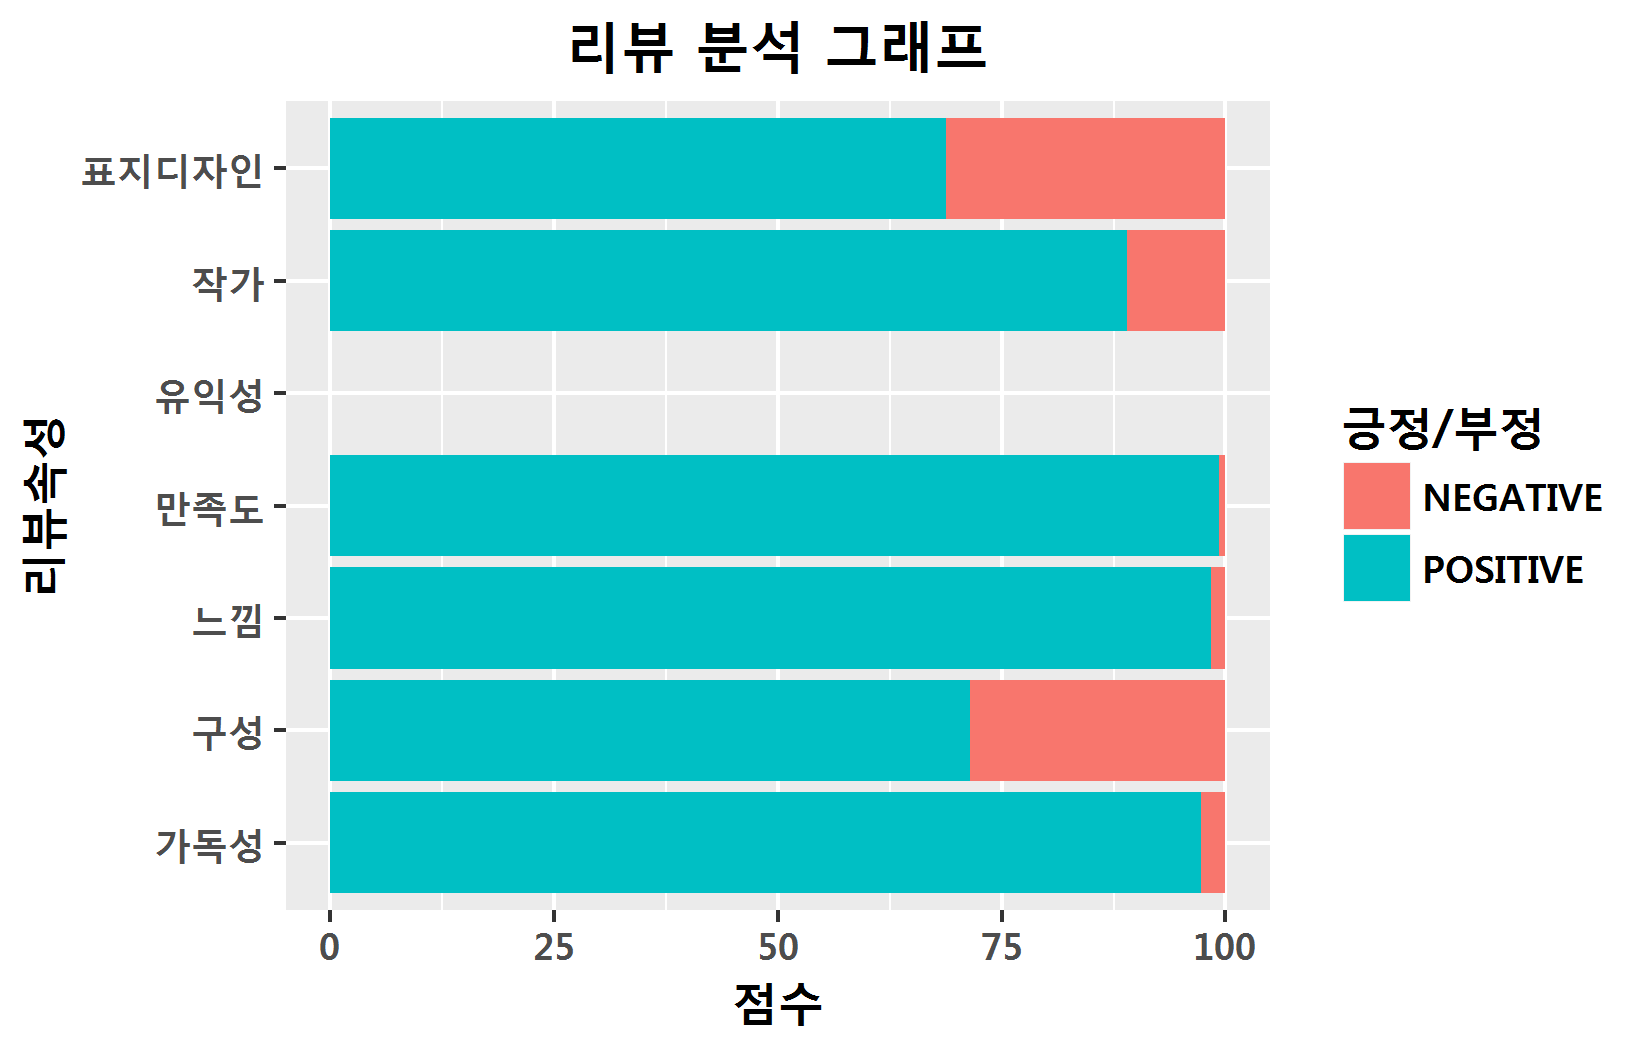 리뷰 분석 그래프
표지디자인
작가
유익성
만족도
느낌
구성
가독성
리뷰속성
0 25 50 75 100
점수
긍정/부정
NEGATIVE
POSITIVE